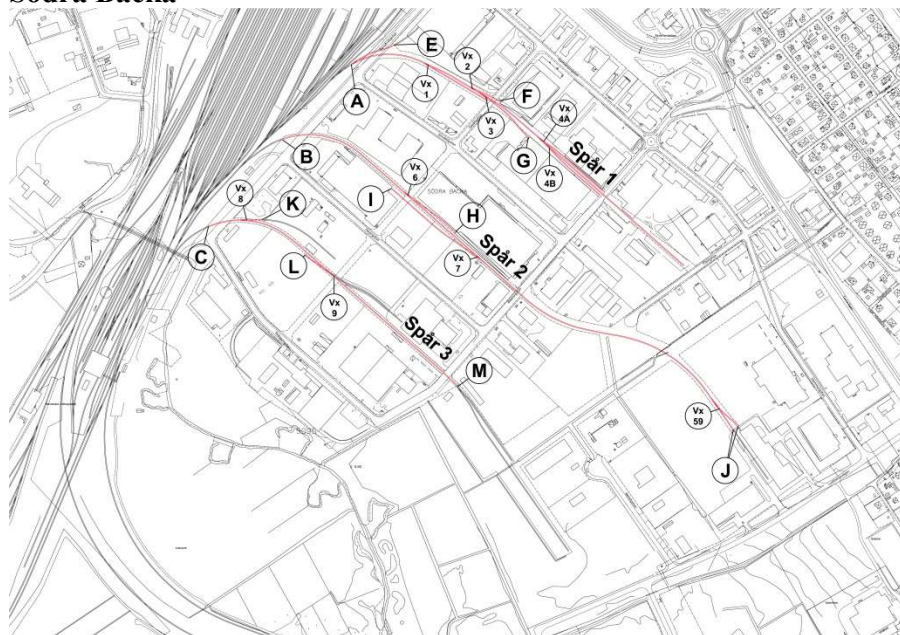 Södra Backa
E
Vx
2
A
Vx
1
F
Vx
3
Vx
4A
G
Vx
4B
Spår 1
B
Vx
6
I
SÖDRA BACKA
H
Vx
8
K
Spår 2
Vx
7
C
L
Vx
9
Spår 3
M
Vx
59
J